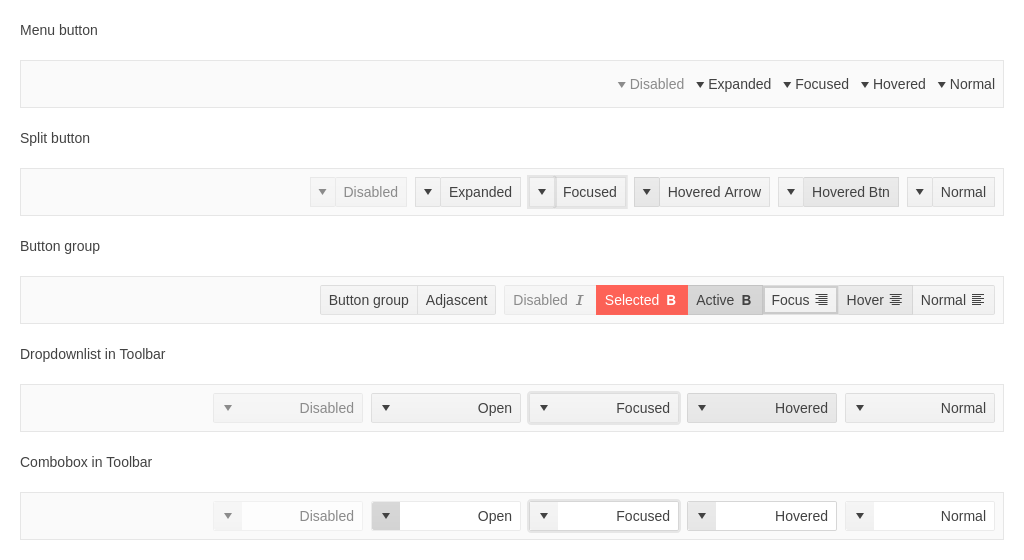 Menu button
Disabled Expanded Focused Hovered Normal
Split button
Disabled Expanded Focused Hovered Arrow Hovered Btn Normal
Button group
Button group Adjascent Disabled I Selected B Active B Focus Hover Normal
Dropdownlist in Toolbar
Disabled Open Focused Hovered Normal
Combobox in Toolbar
Disabled Open Focused Hovered Normal